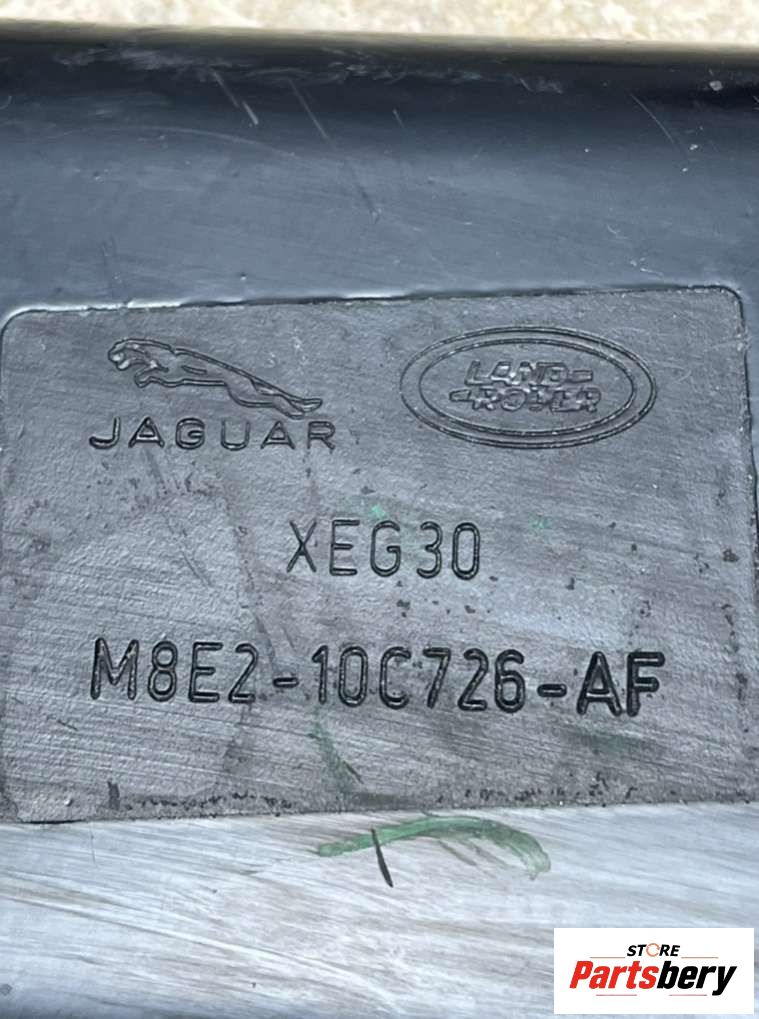 JAGUAR
LAND-
-ROVER
XEG30
M8E2-10C726-AF
STORE
Partsbery